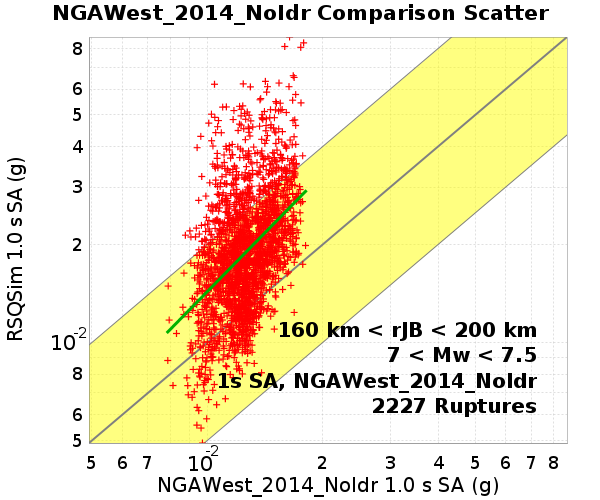 NGAWest_2014_NoIdr Comparison Scatter
RSQSim 1.0 s SA (g)
8
6
5
4
3
2
10-2
8
6
5
160 km < rJB < 200 km
7 < Mw < 7.5
1s SA, NGAWest_2014_NoIdr
2227 Ruptures
5 6 7 10-2 2 3 4 5 6 7 8
NGAWest_2014_NoIdr 1.0 s SA (g)